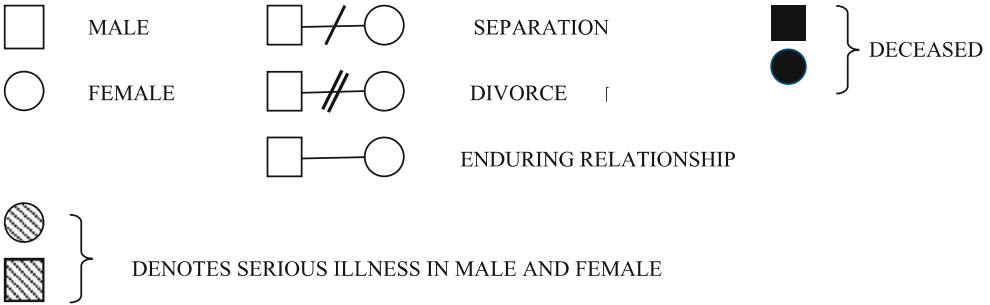 MALE
SEPARATION
DECEASED
FEMALE
DIVORCE
ENDURING RELATIONSHIP
DENOTES SERIOUS ILLNESS IN MALE AND FEMALE